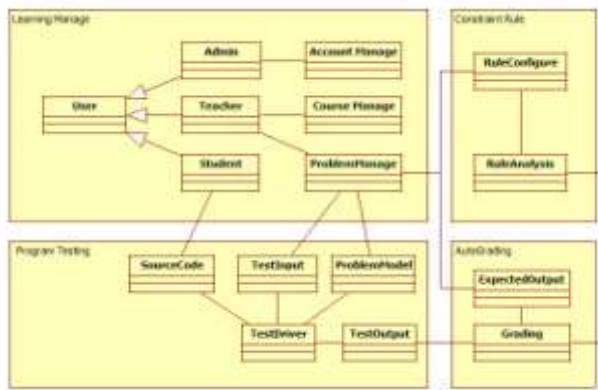 Learning Manage
Constraint Rule
Admin
Account Manage
RuleConfigure
User
Teacher
Course Manage
Student
ProblemManage
RuleAnalysis
Program Testing
AutoGrading
SourceCode
TestInput
ProblemModel
ExpectedOutput
TestDriver
TestOutput
Grading